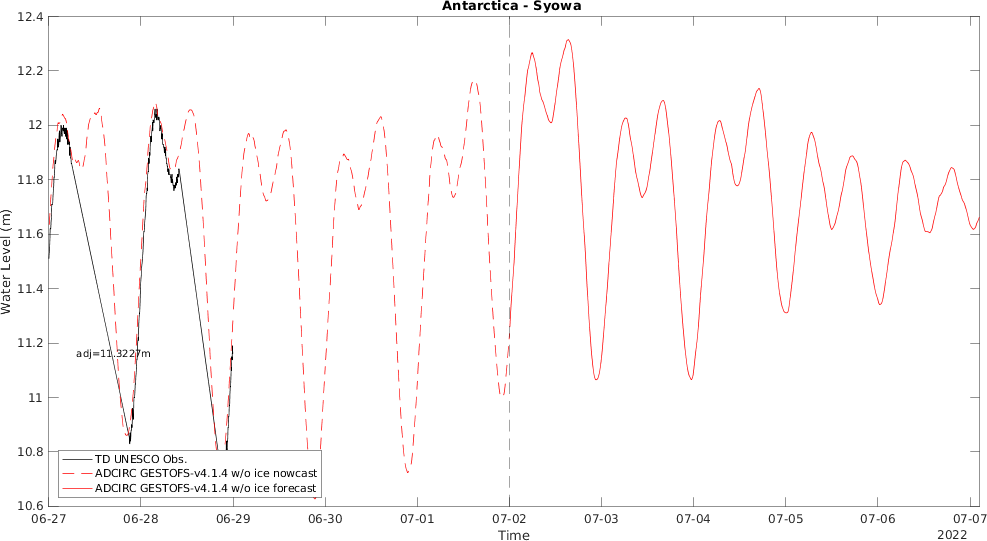 Antarctica - Syowa
12.4
12.2
12
11.8
11.6
11.4
11.2
11
10.8
10.6
Water Level (m)
adj=11.3227m
TD UNESCO Obs.
ADCIRC GESTOFS-v4.1.4 w/o ice nowcast
ADCIRC GESTOFS-v4.1.4 w/o ice forecast
06-27 06-28 06-29 06-30 07-01 07-02 07-03 07-04 07-05 07-06 07-07
Time
2022